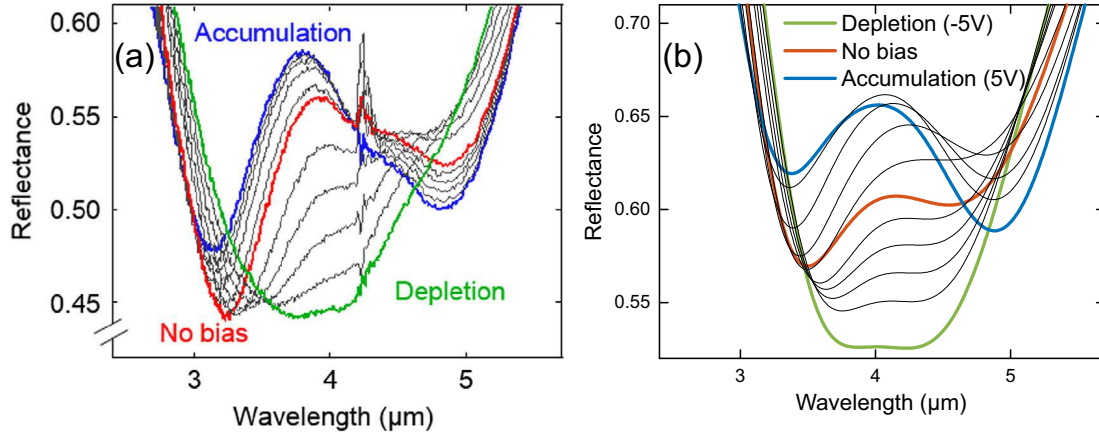 (a)
Accumulation
No bias
Depletion
0.60
0.55
0.50
0.45
Reflectance
3
4
5
Wavelength (μm)
(b)
Depletion (-5V)
No bias
Accumulation (5V)
0.70
0.65
0.60
0.55
Reflectance
3
4
5
Wavelength (μm)